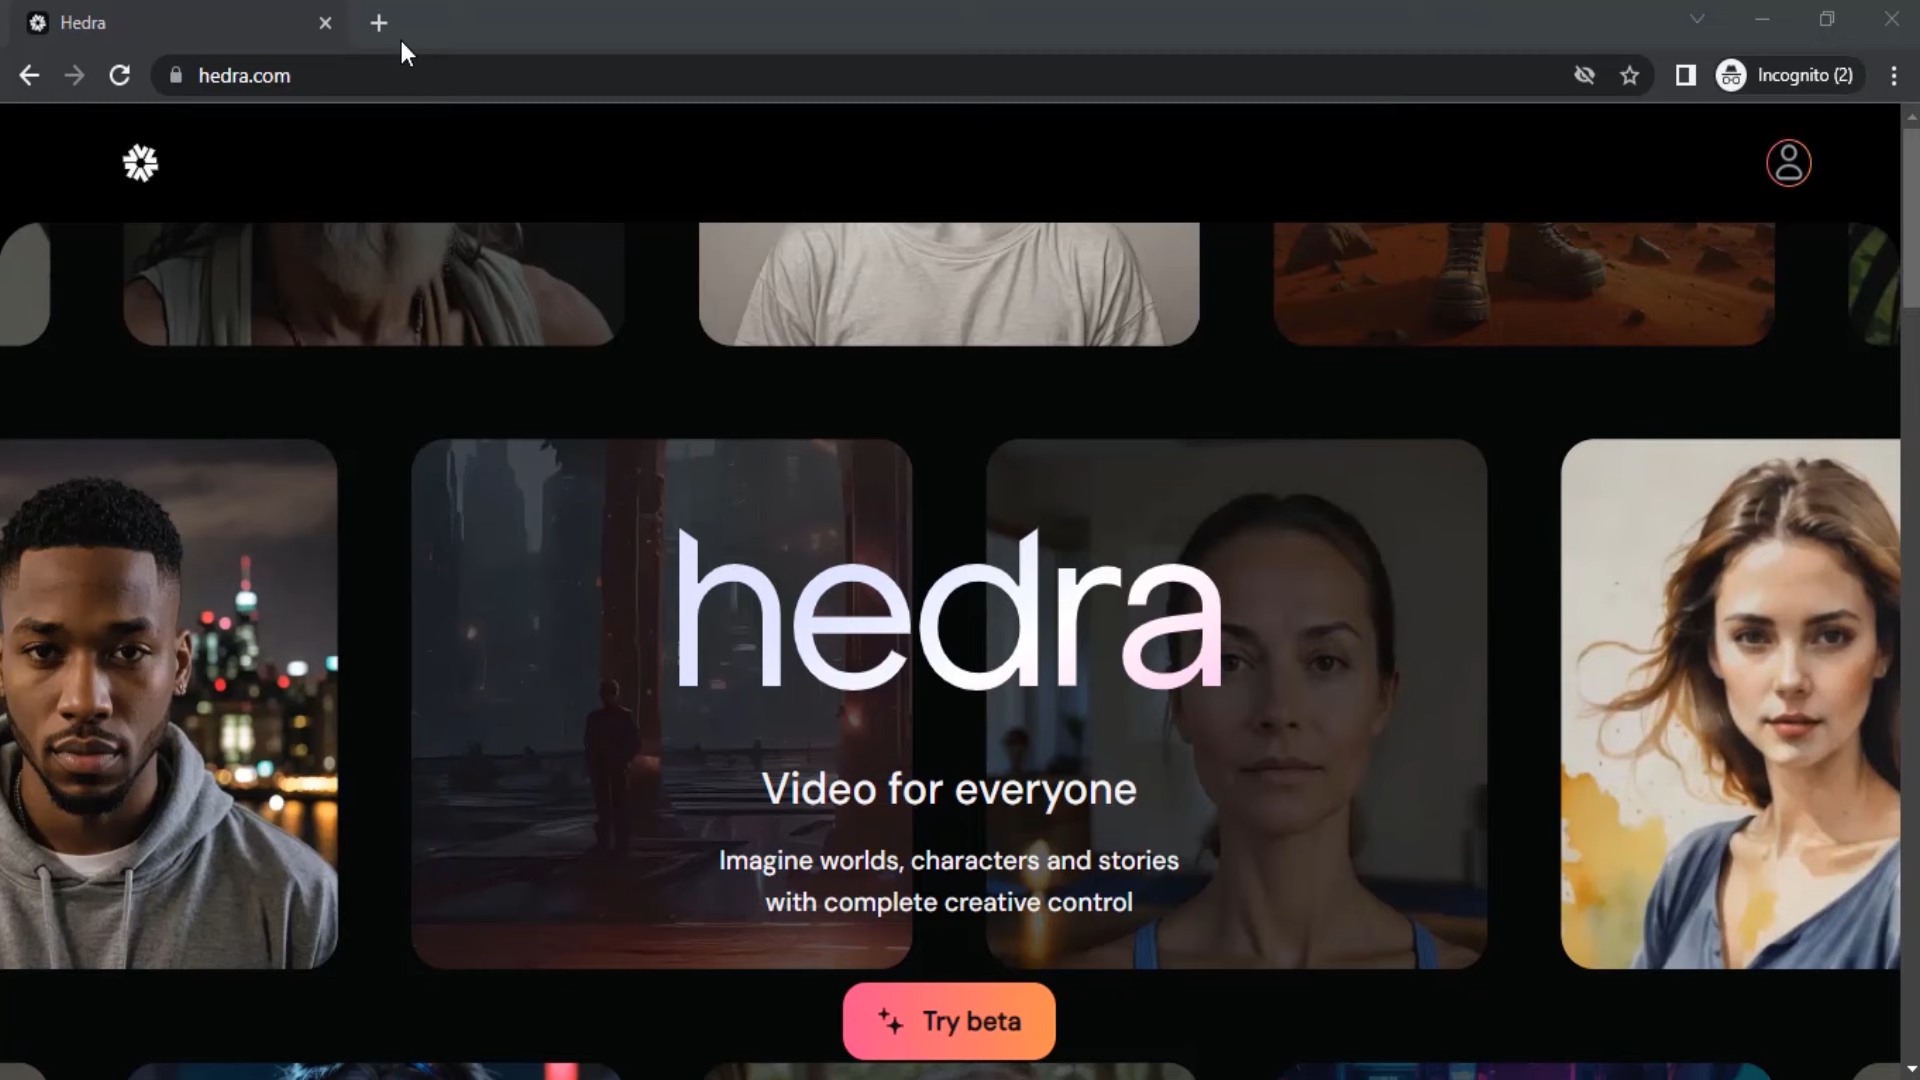 Hedra
hedra.com
Incognito (2)
hedra
Video for everyone
Imagine worlds, characters and stories
with complete creative control
Try beta